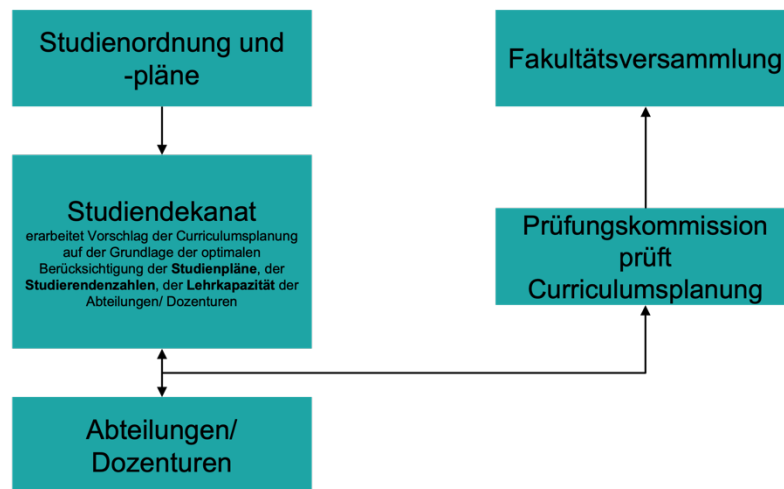 Studienordnung und
-pläne
Fakultätsversammlung
Studiendekanat
erarbeitet Vorschlag der Curriculumsplanung
auf der Grundlage der optimalen
Berücksichtigung der Studienpläne, der
Studierendenzahlen, der Lehrkapazität der
Abteilungen/ Dozenturen
Prüfungskommission
prüft
Curriculumsplanung
Abteilungen/
Dozenturen